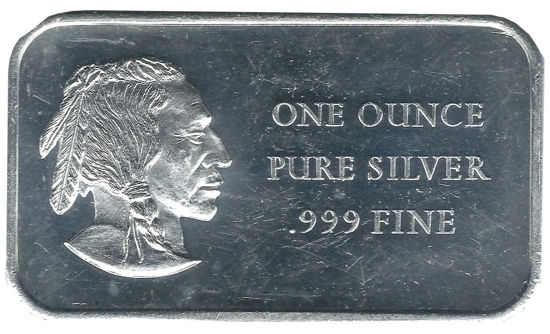 ONE OUNCE
PURE SILVER
.999 FINE